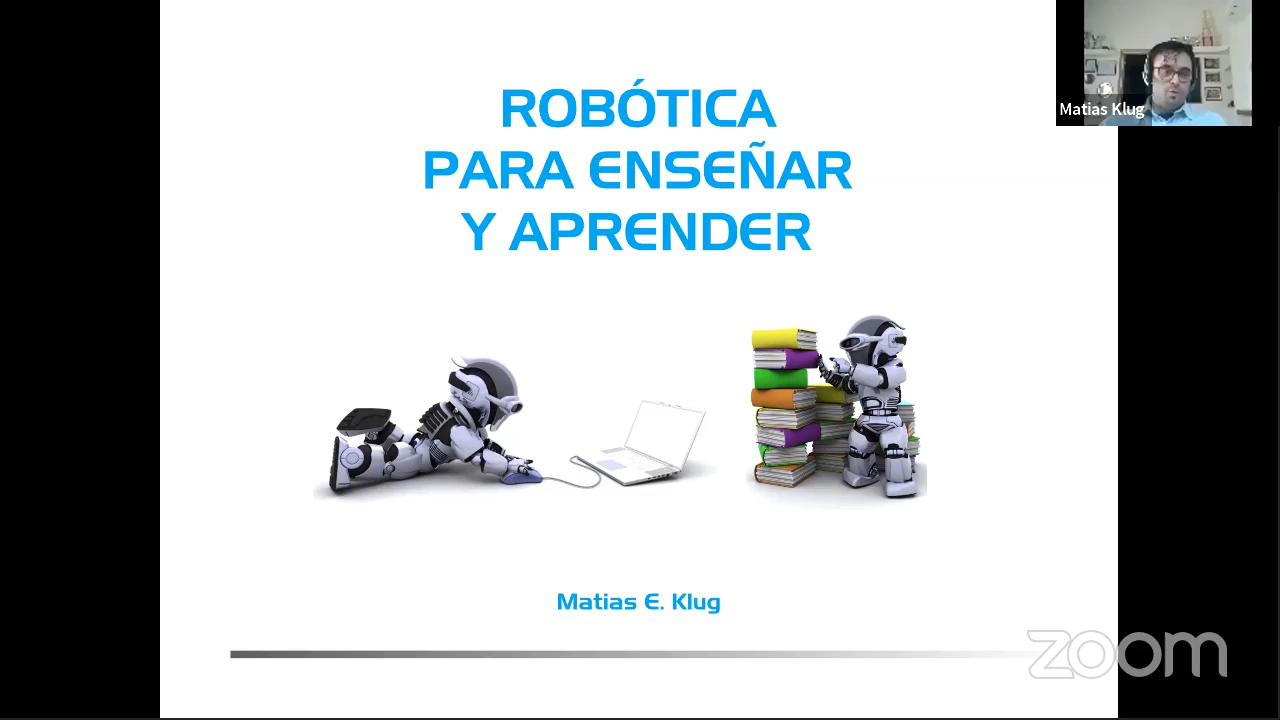 ROBÓTICA
PARA ENSEÑAR
Y APRENDER
Matias Klug
Matias E. Klug
zoom